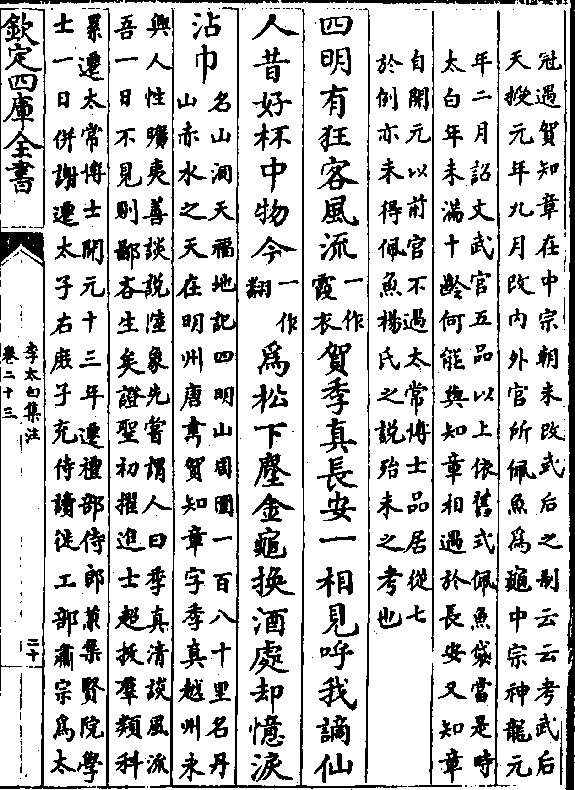 冠遇賀知章在中宗朝未改武后之制云云考武后
天授元年九月改内外官所佩魚為龜中宗神龍元
年二月詔文武官五品以上依舊式佩魚袋當是時
太白年未滿十齡何能與知章相遇於長安又知章
自開元以前官不過太常博士品居從七
於例亦未得佩魚楊氏之說殆未之考也
四明有狂客風流一作霞衣賀季真長安一相見呼我謫仙
人昔好杯中物今一作翻為松下塵金龜換酒處却憶淚
沾巾
名山洞天福地記四明山周圍一百八十里名丹
山赤水之天在明州唐書賀知章字季真越州永
興人性曠夷善談說陸象先嘗謂人曰季真清談風流
吾一日不見則鄙吝生矣證聖初擢進士超拔羣類科
累遷太常博士開元十三年遷禮部侍郎兼集賢院學
士一日併謝遷太子右庶子充侍讀徙工部肅宗為太
欽定四庫全書
李太白集注
卷二十三
二十